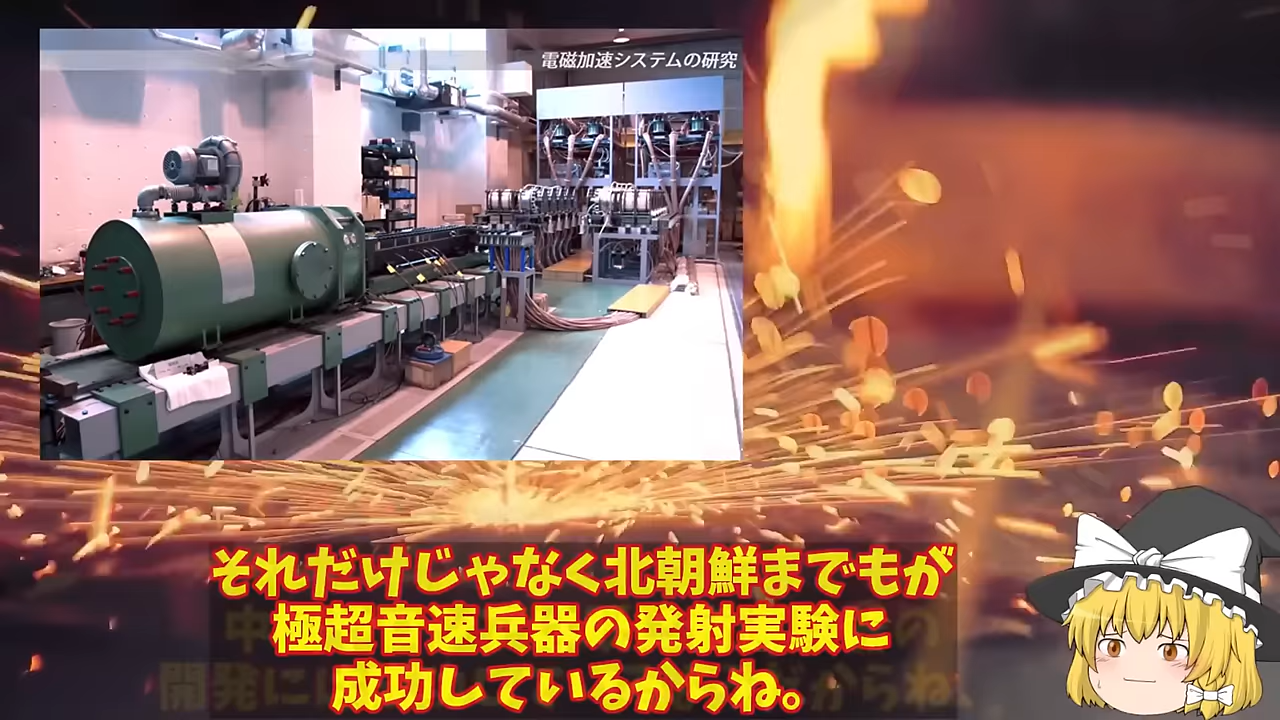 電磁加速システムの研究
それだけじゃなく北朝鮮までもが
極超音速兵器の発射実験に
成功しているからね。